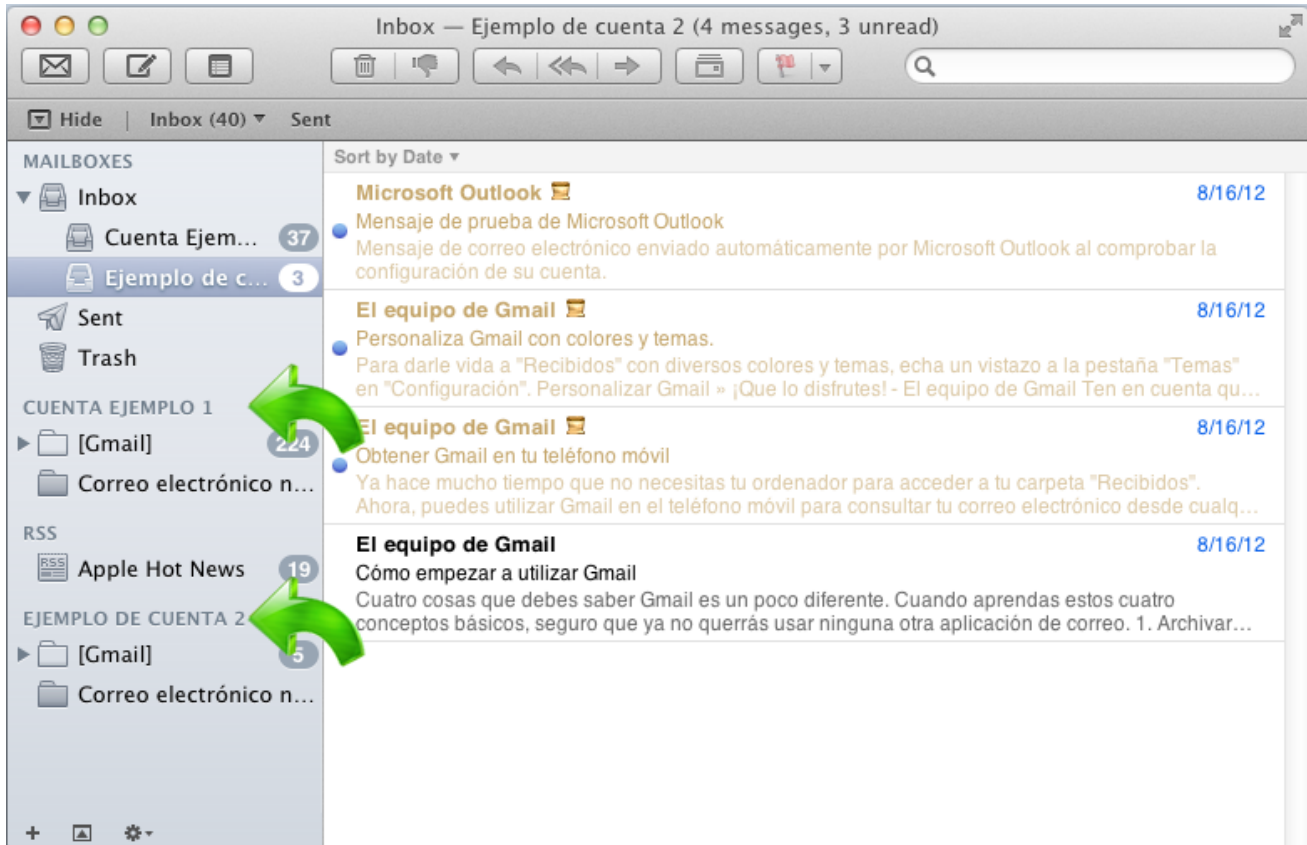 Inbox — Ejemplo de cuenta 2 (4 messages, 3 unread)
Hide | Inbox (40) Sent
MAILBOXES
Inbox
Cuenta Ejem... 37
Ejemplo de c... 3
Sent
Trash
CUENTA EJEMPLO 1
[Gmail] 224
Correo electrónico n...
RSS
RSS Apple Hot News 19
EJEMPLO DE CUENTA 2
[Gmail] 5
Correo electrónico n...
Sort by Date
Microsoft Outlook 8/16/12
Mensaje de prueba de Microsoft Outlook
Mensaje de correo electrónico enviado automáticamente por Microsoft Outlook al comprobar la
configuración de su cuenta.
El equipo de Gmail 8/16/12
Personaliza Gmail con colores y temas.
Para darle vida a "Recibidos" con diversos colores y temas, echa un vistazo a la pestaña "Temas"
en "Configuración". Personalizar Gmail » ¡Que lo disfrutes! - El equipo de Gmail Ten en cuenta qu...
El equipo de Gmail 8/16/12
Obtener Gmail en tu teléfono móvil
Ya hace mucho tiempo que no necesitas tu ordenador para acceder a tu carpeta "Recibidos".
Ahora, puedes utilizar Gmail en el teléfono móvil para consultar tu correo electrónico desde cualq...
El equipo de Gmail 8/16/12
Cómo empezar a utilizar Gmail
Cuatro cosas que debes saber Gmail es un poco diferente. Cuando aprendas estos cuatro
conceptos básicos, seguro que ya no querrás usar ninguna otra aplicación de correo. 1. Archivar...